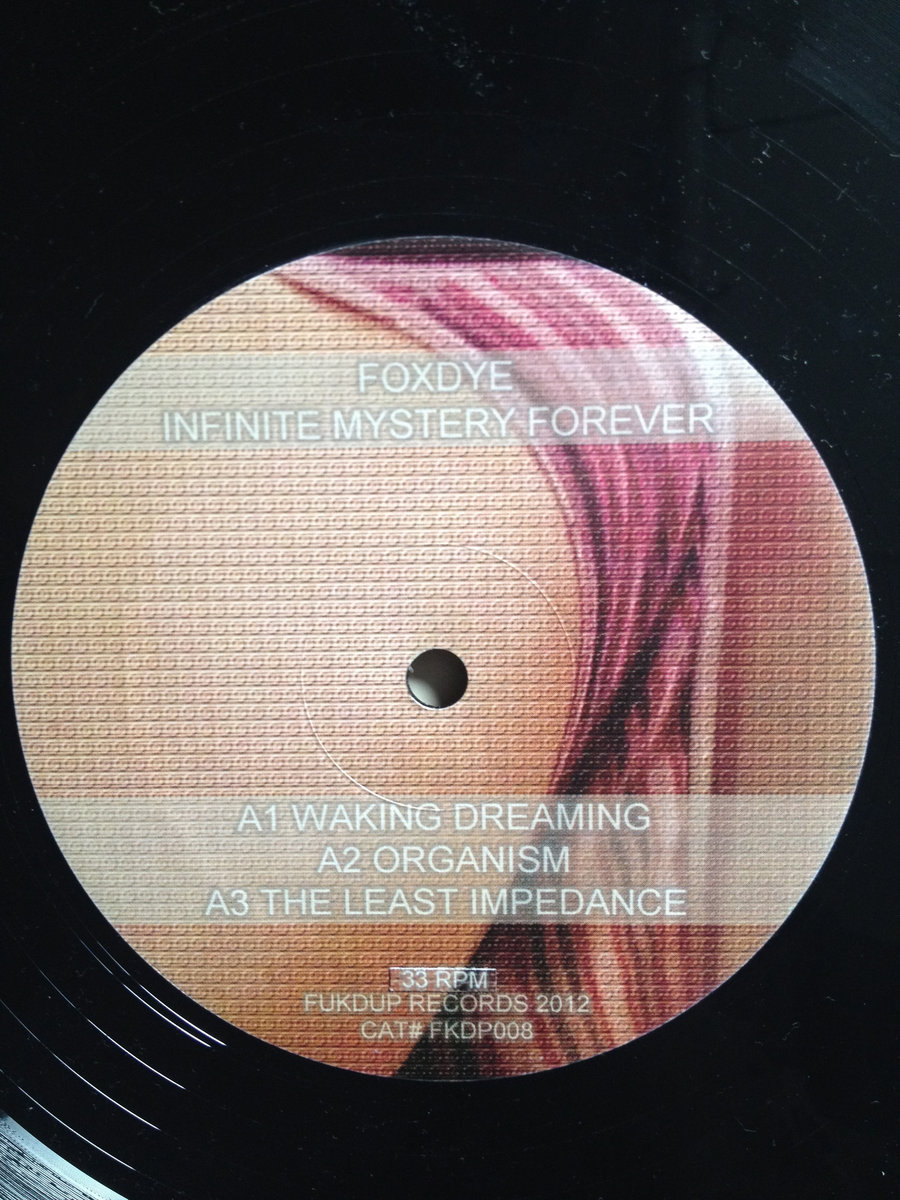 FOXDYE
INFINITE MYSTERY FOREVER
A1 WAKING DREAMING
A2 ORGANISM
A3 THE LEAST IMPEDANCE
33 RPM
FUKDUP RECORDS 2012
CAT# FKDP008